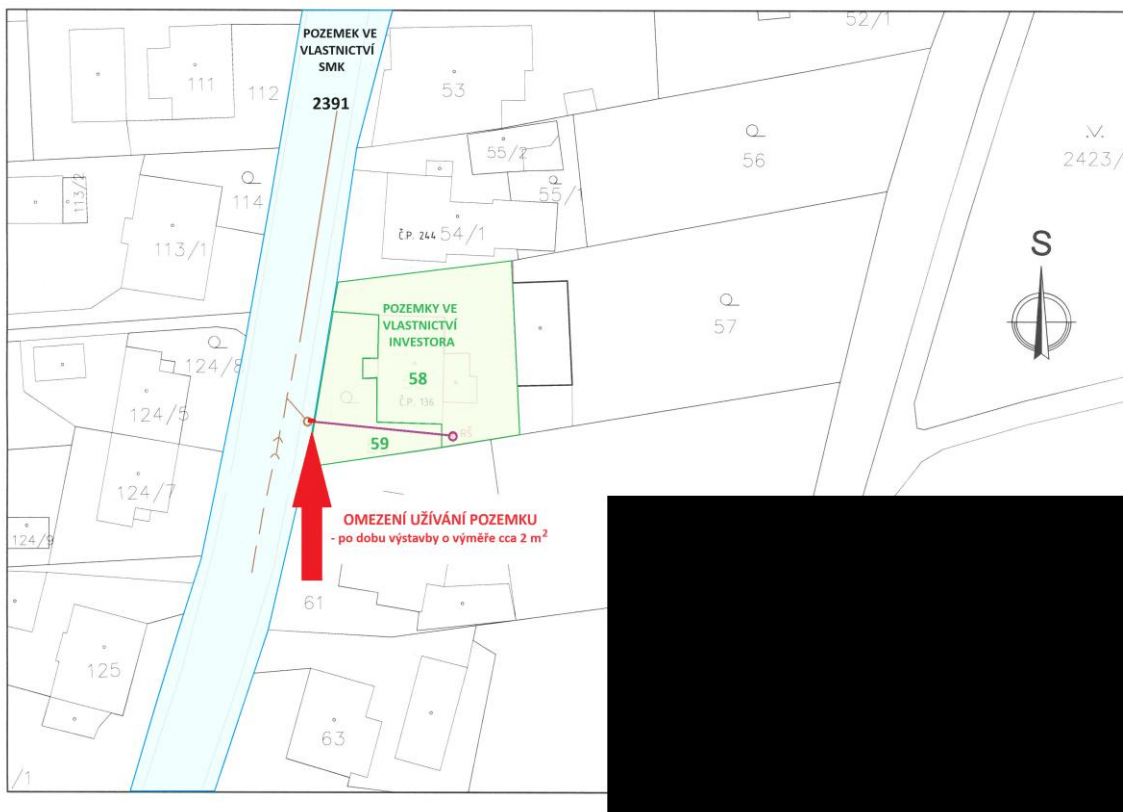 POZEMEK VE
VLASTNICTVÍ
SMK
2391
52/1
111
112
53
56
2423/
55/2
55/1
113/2
114
113/1
Č.P. 244 54/1
S
57
POZEMKY VE
VLASTNICTVÍ
INVESTORA
58
Č.P. 136
124/8
124/5
59
RŠ
124/7
124/9
OMEZENÍ UŽÍVÁNÍ POZEMKU
- po dobu výstavby o výměře cca 2 m²
61
125
63
/1